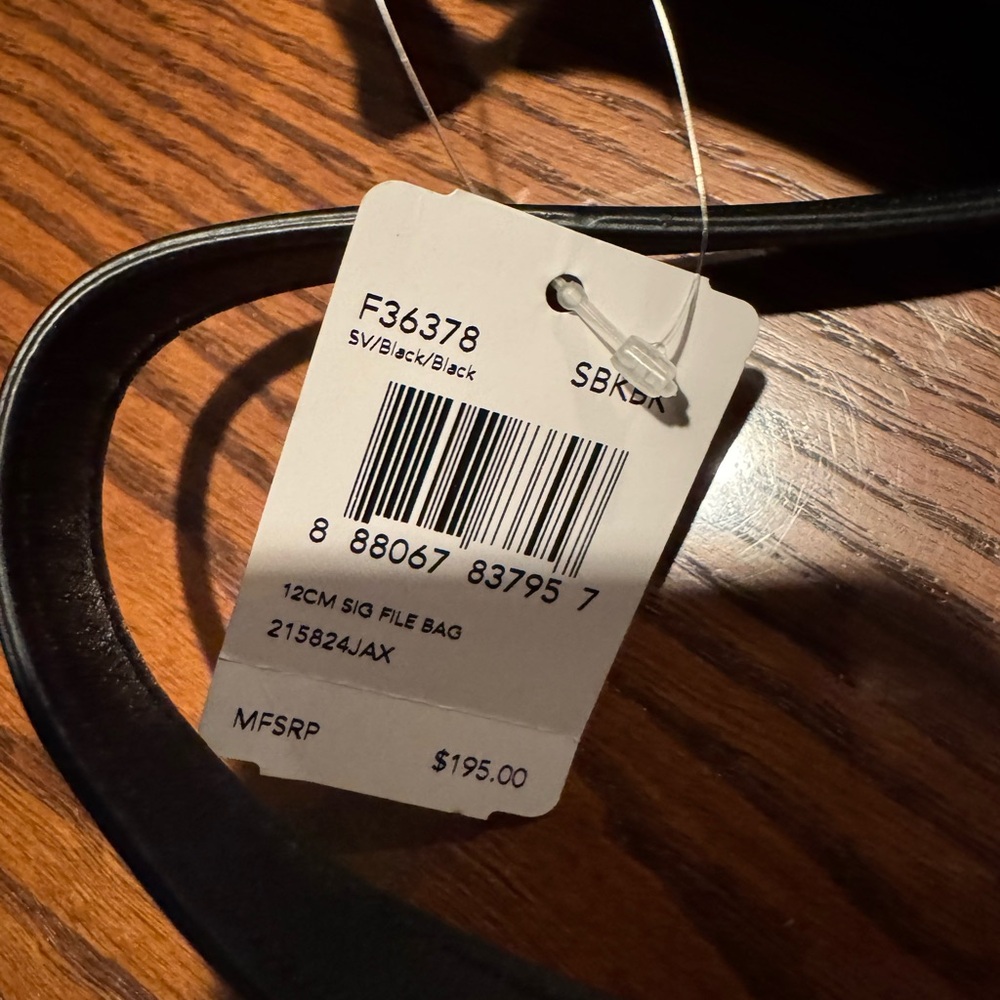 F36378
SV/Black/Black
SBKBK
8 88067 83795 7
12CM SIG FILE BAG
215824JAX
MFSRP
$195.00